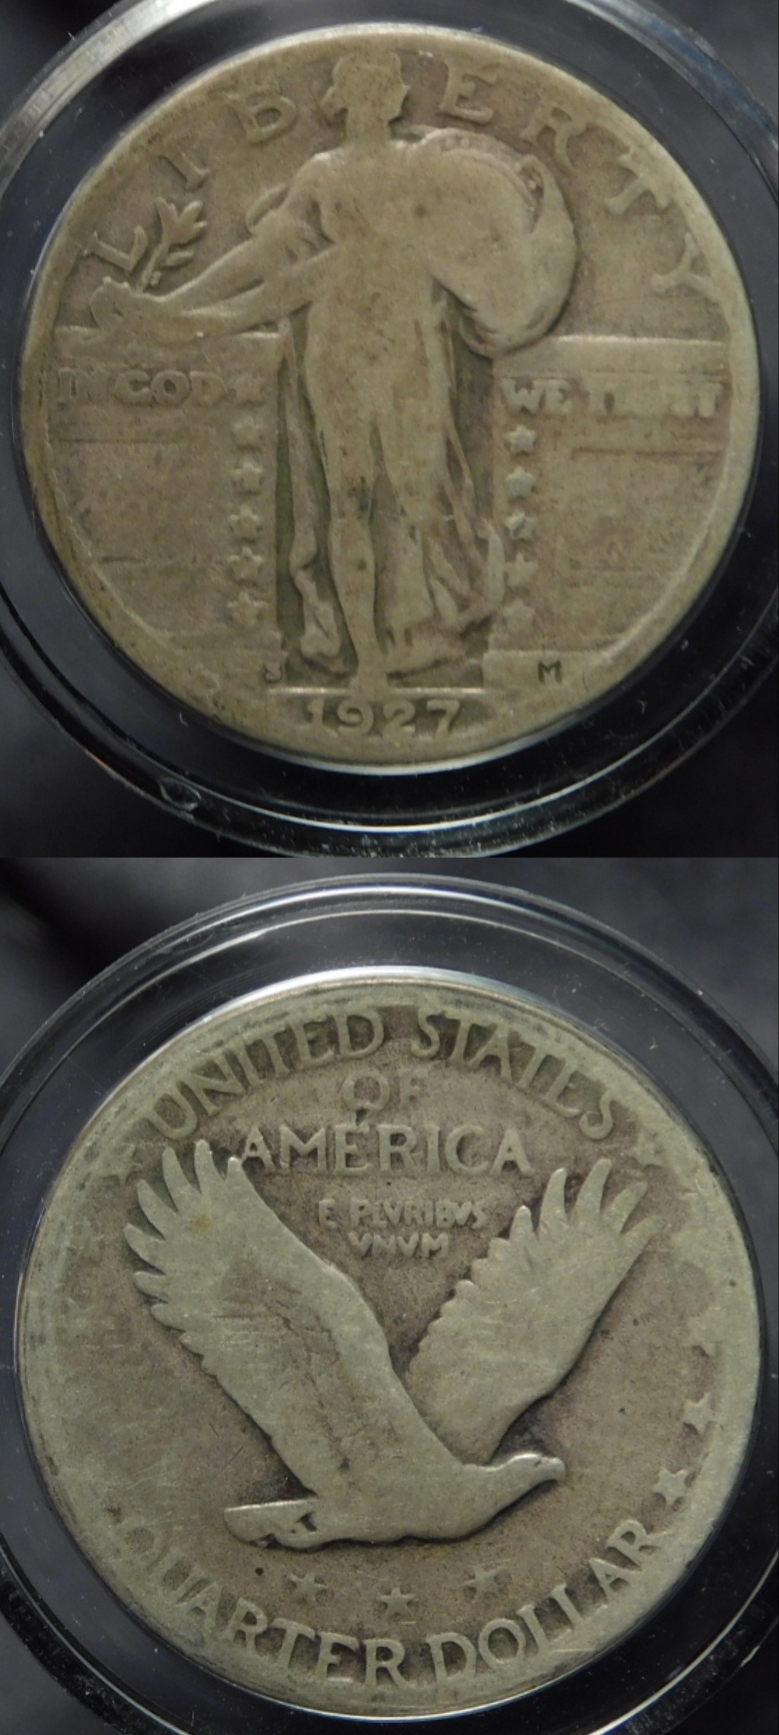 LIBERTY
IN GOD WE TRUST
S M
1927
UNITED STATES
OF
AMERICA
E PLVRIBVS
VNVM
QUARTER DOLLAR